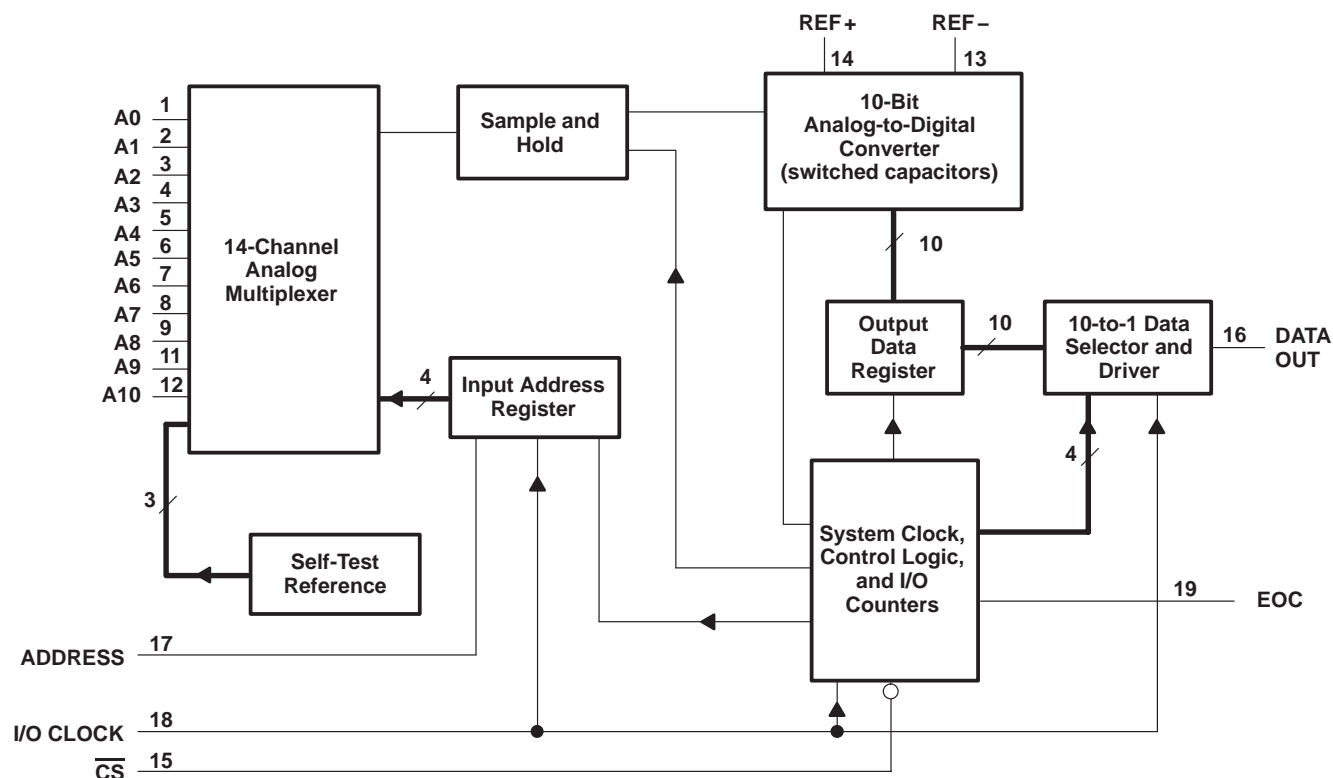 REF+
REF–
14
13
1
A0
2
A1
3
A2
4
A3
5
A4
6
A5
7
A6
8
A7
9
A8
11
A9
12
A10
14-Channel
Analog
Multiplexer
Sample and
Hold
10-Bit
Analog-to-Digital
Converter
(switched capacitors)
10
Output
Data
Register
10
10-to-1 Data
Selector and
Driver
16
DATA
OUT
4
Input Address
Register
4
3
Self-Test
Reference
System Clock,
Control Logic,
and I/O
Counters
19
EOC
ADDRESS
17
I/O CLOCK
18
C̅S̅
15